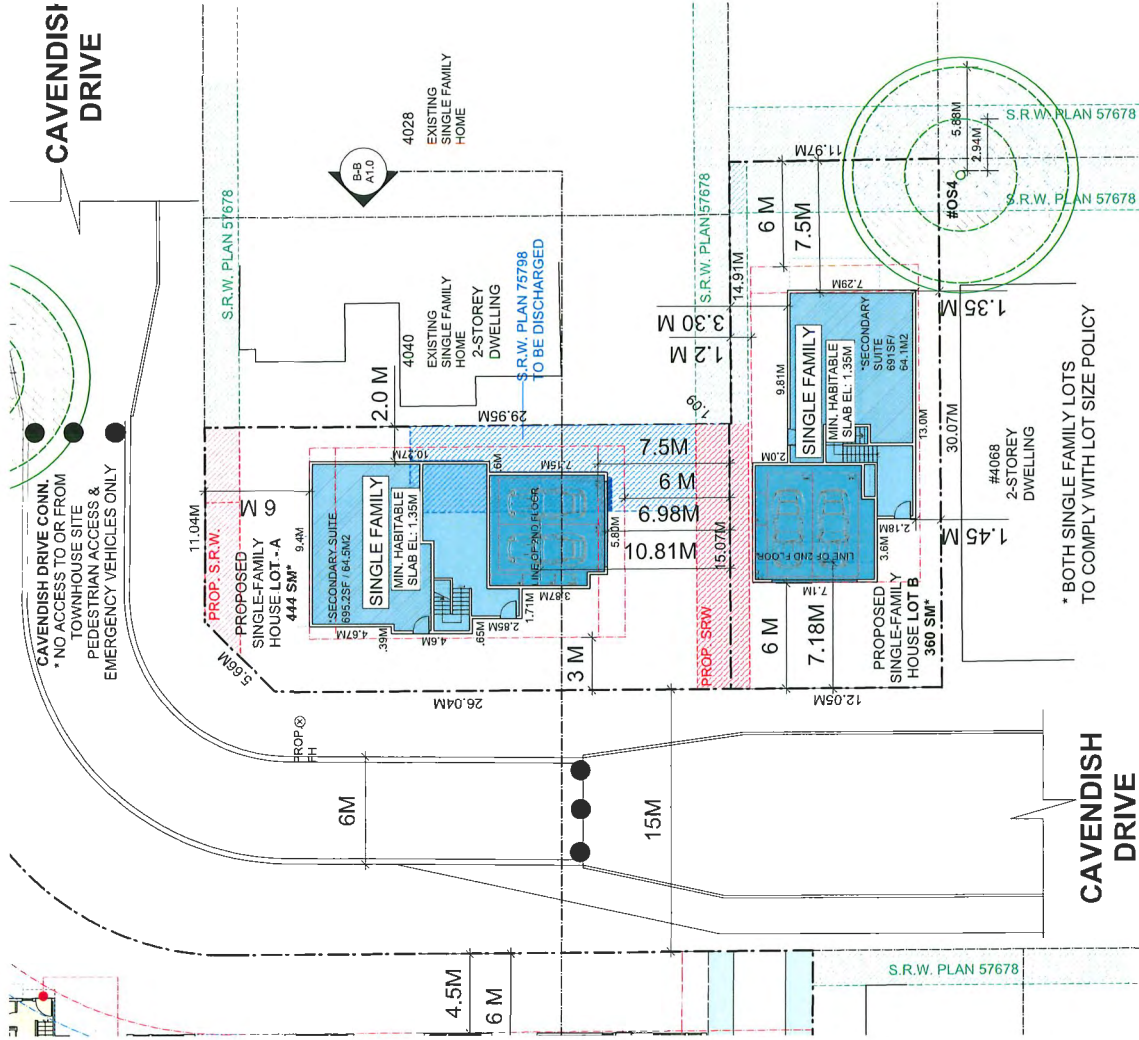 CAVENDISH
DRIVE
CAVENDISH DRIVE CONN.
*NO ACCESS TO OR FROM
TOWNHOUSE SITE
PEDESTRIAN ACCESS &
EMERGENCY VEHICLES ONLY
S.R.W. PLAN 57678
B-B
A1.0
4028
EXISTING
SINGLE FAMILY
HOME
4040
EXISTING
SINGLE FAMILY
HOME
2-STOREY
DWELLING
S.R.W. PLAN 75798
TO BE DISCHARGED
11.04M
PROP. S.R.W.
6 M
PROPOSED
SINGLE-FAMILY
HOUSE LOT - A
444 SM*
5.66M
26.04M
9.4M
*SECONDARY SUITE
695.2SF / 64.5M2
SINGLE FAMILY
MIN. HABITABLE
SLAB EL: 1.35M
10.27M
2.0 M
29.95M
4.67M
.39M
4.6M
.65M
2.85M
1.71M
3.87M
.6M
7.15M
LINE OF 2ND FLOOR
5.80M
3 M
7.5M
6 M
6.98M
10.81M
15.07M
PROP. SRW
PROP.
FH
6M
15M
S.R.W. PLAN 57678
7.09
14.91M
3.30 M
1.2 M
6 M
7.5M
11.97M
7.29M
9.81M
2.0M
SINGLE FAMILY
MIN. HABITABLE
SLAB EL: 1.35M
*SECONDARY
SUITE
691SF/
64.1M2
13.0M
30.07M
LINE OF 2ND FLOOR
7.1M
3.6M
2.18M
6 M
7.18M
12.05M
PROPOSED
SINGLE-FAMILY
HOUSE LOT B
360 SM*
1.45 M
1.35 M
#4068
2-STOREY
DWELLING
#OS4
5.88M
2.94M
S.R.W. PLAN 57678
S.R.W. PLAN 57678
* BOTH SINGLE FAMILY LOTS
TO COMPLY WITH LOT SIZE POLICY
CAVENDISH
DRIVE
4.5M
6 M
S.R.W. PLAN 57678